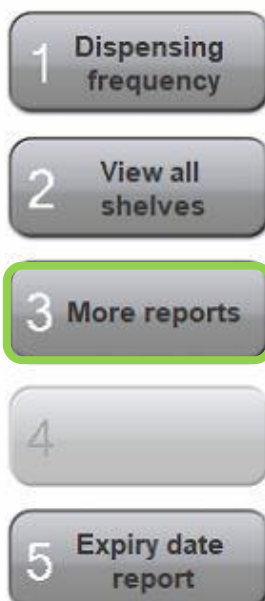 1 Dispensing
frequency
2 View all
shelves
3 More reports
4
5 Expiry date
report